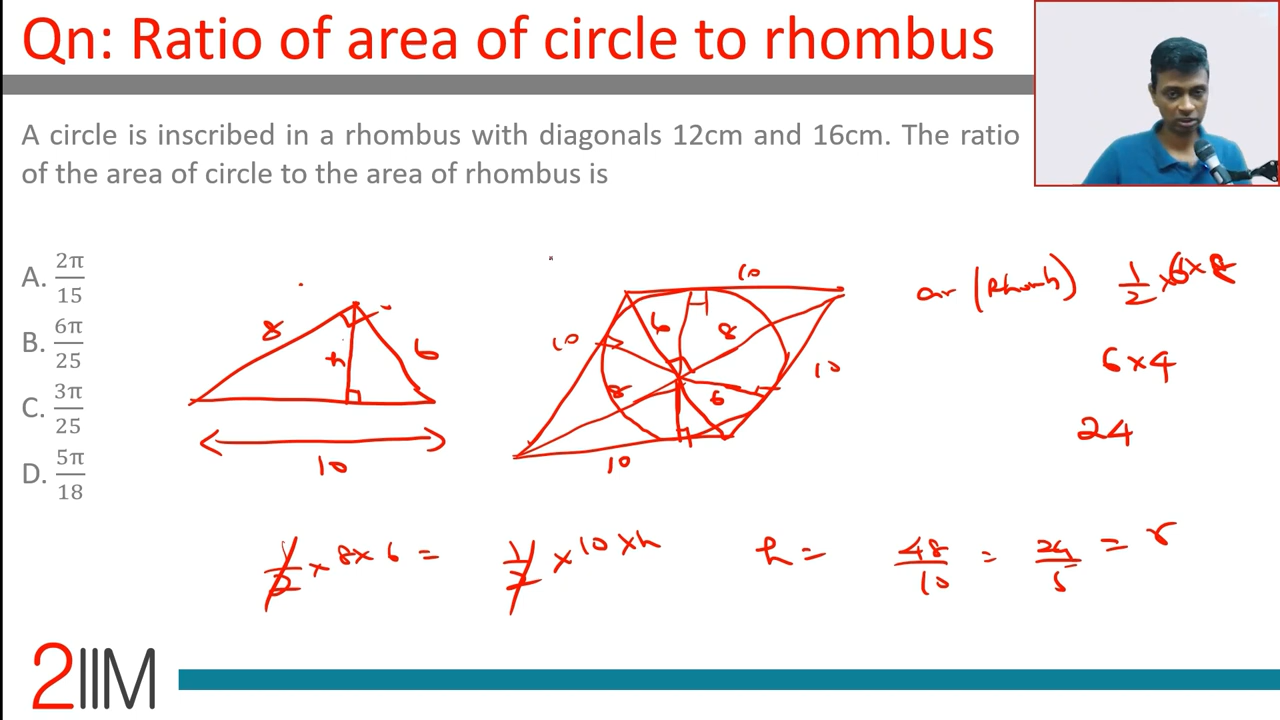 Qn: Ratio of area of circle to rhombus
A circle is inscribed in a rhombus with diagonals 12cm and 16cm. The ratio
of the area of circle to the area of rhombus is
A. 2π/15
B. 6π/25
C. 3π/25
D. 5π/18
8
h
6
10
10
10
6
8
8
6
10
10
ar (Rhomb) 1/2 × 6 × 8
6 × 4
24
1/2 × 8 × 6 = 1/2 × 10 × h
h = 48/10 = 24/5 = r
2IIM